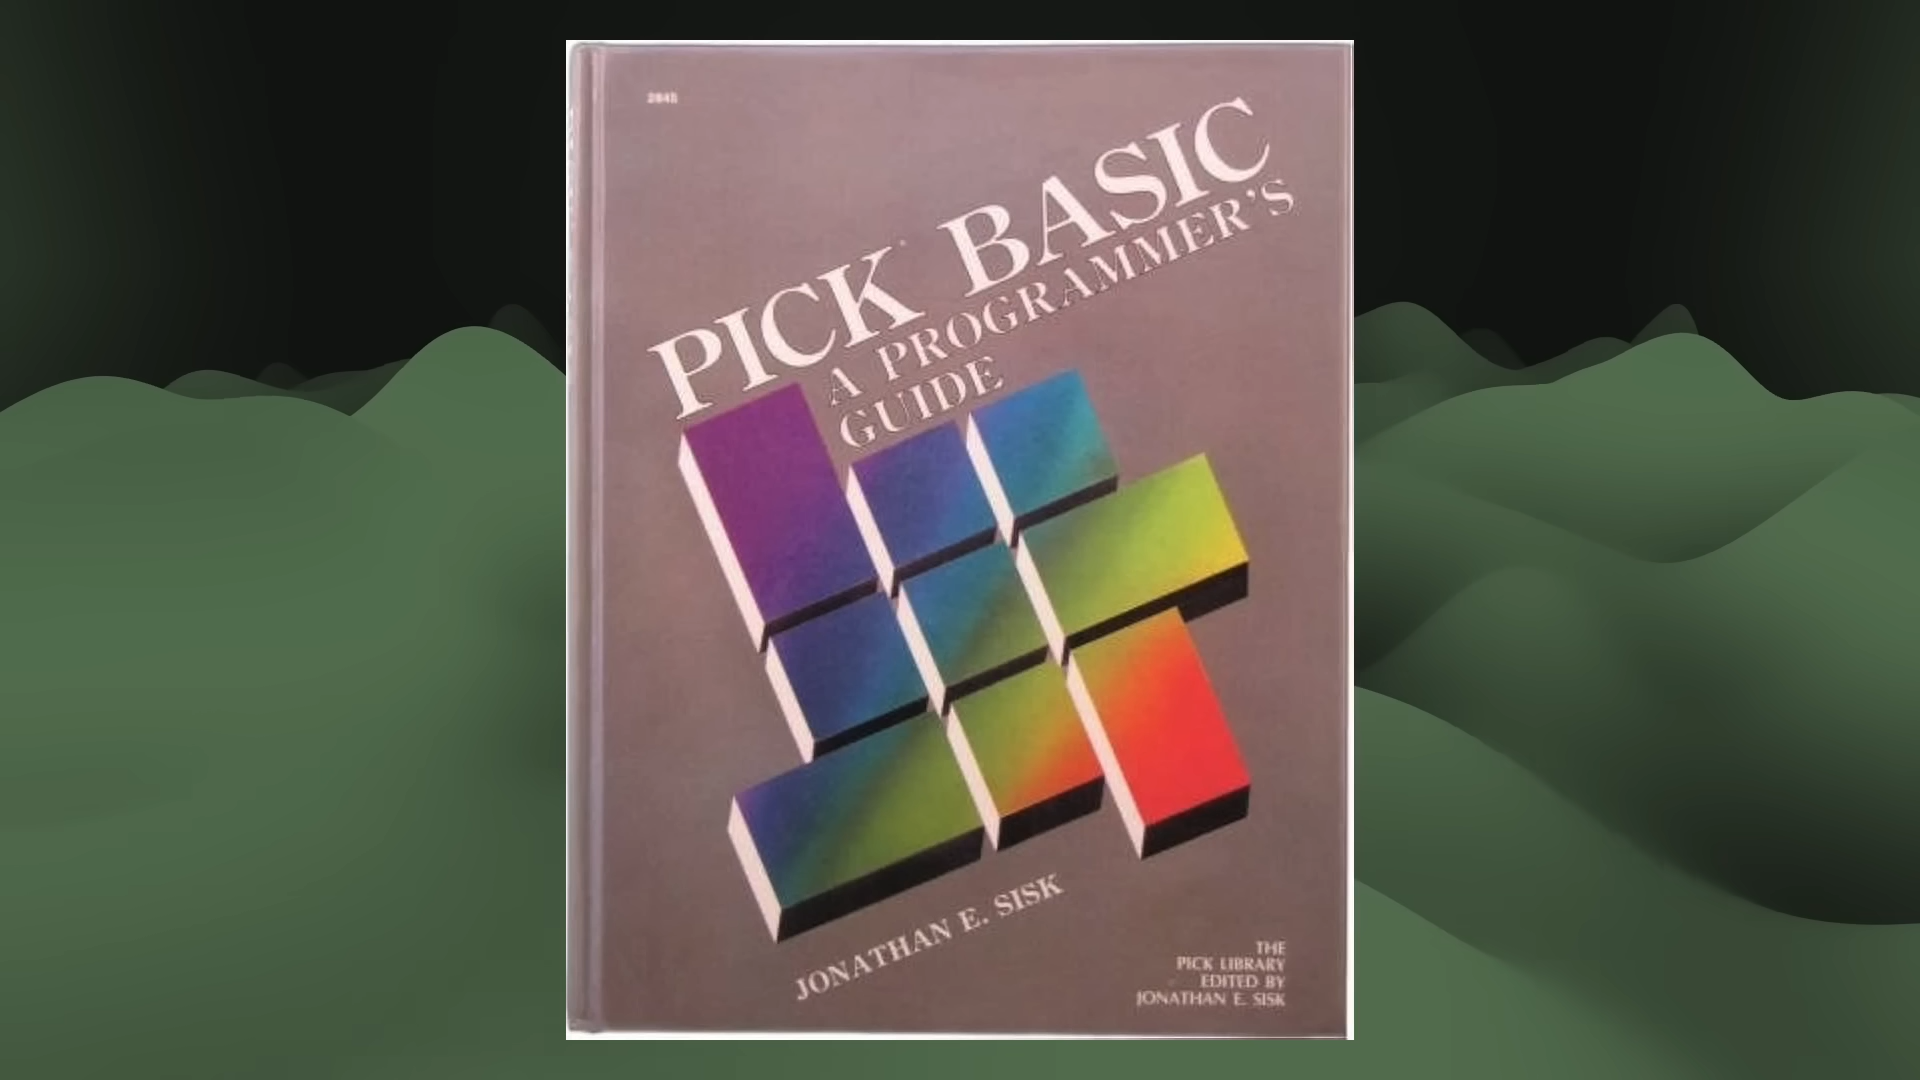 2845
PICK® BASIC
A PROGRAMMER'S
GUIDE
JONATHAN E. SISK
THE
PICK LIBRARY
EDITED BY
JONATHAN E. SISK